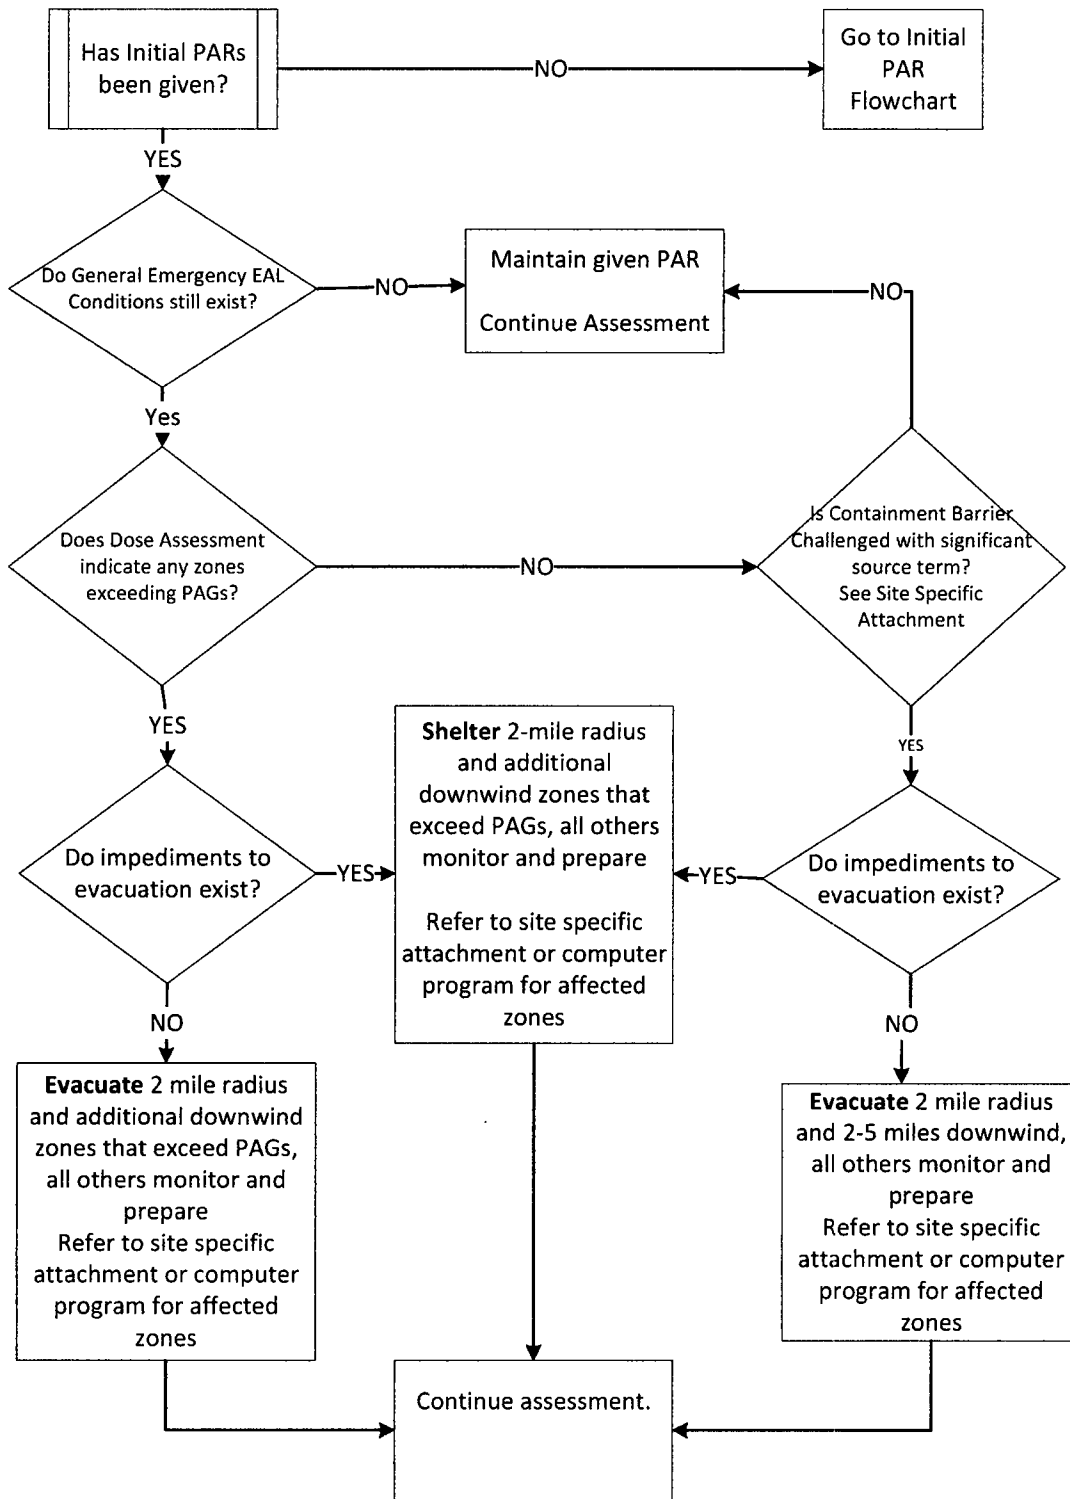 Has Initial PARs
been given?
NO
Go to Initial
PAR
Flowchart
YES
Do General Emergency EAL
Conditions still exist?
NO
Maintain given PAR
Continue Assessment
NO
Yes
Does Dose Assessment
indicate any zones
exceeding PAGs?
NO
Is Containment Barrier
Challenged with significant
source term?
See Site Specific
Attachment
YES
YES
Shelter 2-mile radius
and additional
downwind zones that
exceed PAGs, all others
monitor and prepare
Refer to site specific
attachment or computer
program for affected
zones
Do impediments to
evacuation exist?
YES
YES
Do impediments to
evacuation exist?
NO
NO
Evacuate 2 mile radius
and additional downwind
zones that exceed PAGs,
all others monitor and
prepare
Refer to site specific
attachment or computer
program for affected
zones
Evacuate 2 mile radius
and 2-5 miles downwind,
all others monitor and
prepare
Refer to site specific
attachment or computer
program for affected
zones
Continue assessment.